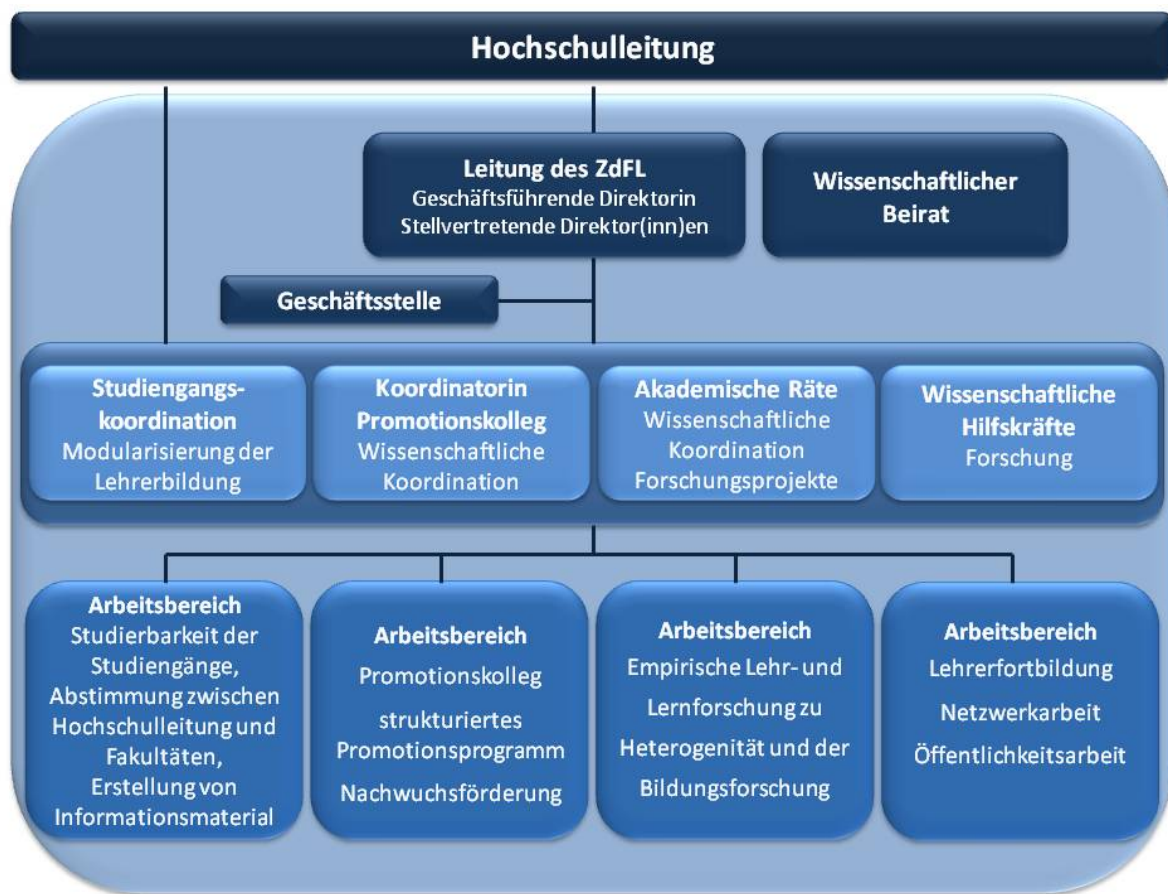 Hochschulleitung
Leitung des ZdFL
Geschäftsführende Direktorin
Stellvertretende Direktor(inn)en
Wissenschaftlicher
Beirat
Geschäftsstelle
Studiengangs-
koordination
Modularisierung der
Lehrerbildung
Koordinatorin
Promotionskolleg
Wissenschaftliche
Koordination
Akademische Räte
Wissenschaftliche
Koordination
Forschungsprojekte
Wissenschaftliche
Hilfskräfte
Forschung
Arbeitsbereich
Studierbarkeit der
Studiengänge,
Abstimmung zwischen
Hochschulleitung und
Fakultäten,
Erstellung von
Informationsmaterial
Arbeitsbereich
Promotionskolleg
strukturiertes
Promotionsprogramm
Nachwuchsförderung
Arbeitsbereich
Empirische Lehr- und
Lernforschung zu
Heterogenität und der
Bildungsforschung
Arbeitsbereich
Lehrerfortbildung
Netzwerkarbeit
Öffentlichkeitsarbeit